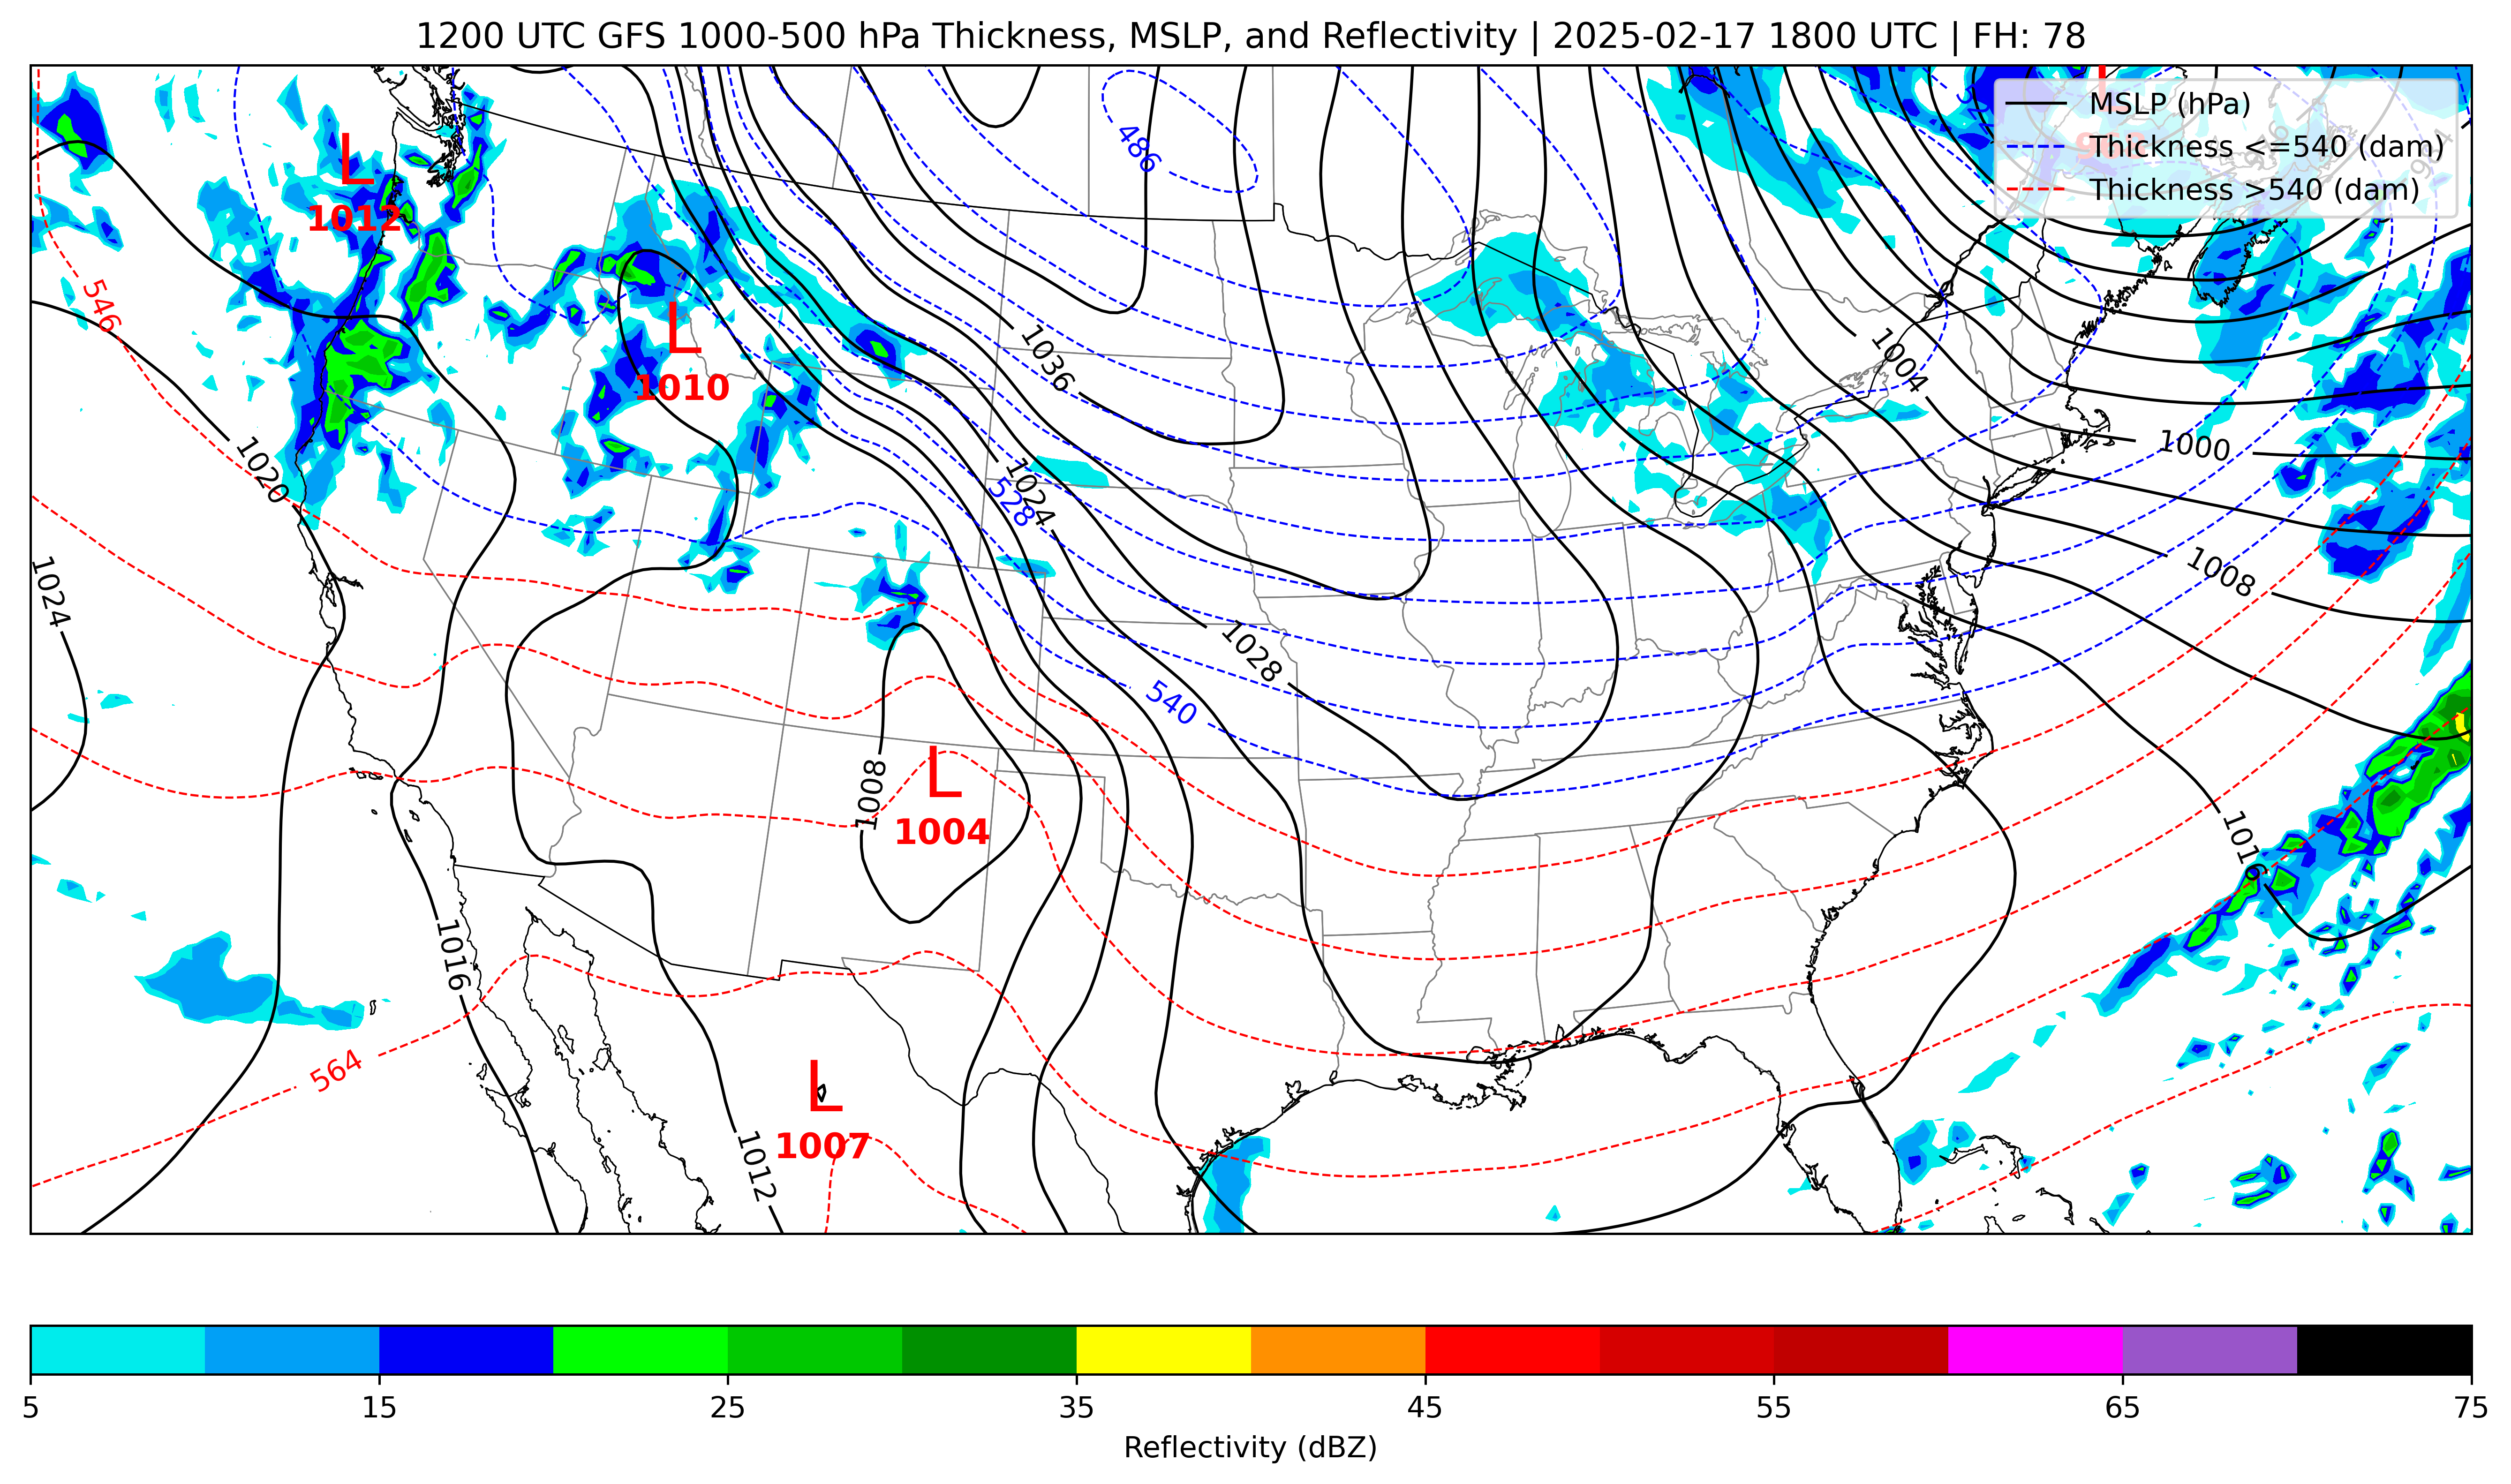 1200 UTC GFS 1000-500 hPa Thickness, MSLP, and Reflectivity | 2025-02-17 1800 UTC | FH: 78
MSLP (hPa)
Thickness <=540 (dam)
Thickness >540 (dam)
486
L
1012
546
L
1010
1036
1004
1000
1020
1024
528
1008
1024
1028
540
L
1004
1008
1016
1016
564
L
1007
1012
5 15 25 35 45 55 65 75
Reflectivity (dBZ)